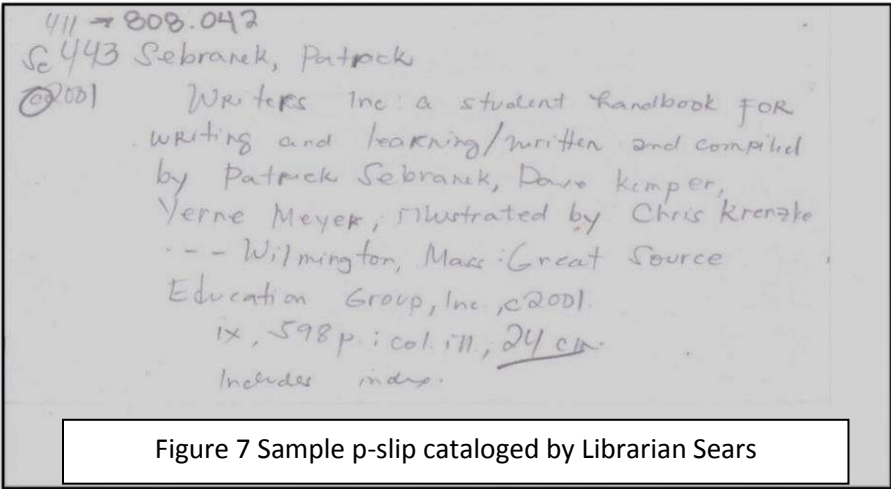 411 → 808.042
Se 443 Sebranek, Patrick
c2001 Writers Inc : a student handbook for
writing and learning/written and compiled
by Patrick Sebranek, Dave Kemper,
Verne Meyer; illustrated by Chris Krenzke
--- Wilmington, Mass : Great Source
Education Group, Inc., c2001.
ix, 598 p. : col. ill.; 24 cm.
Includes index.
Figure 7 Sample p-slip cataloged by Librarian Sears